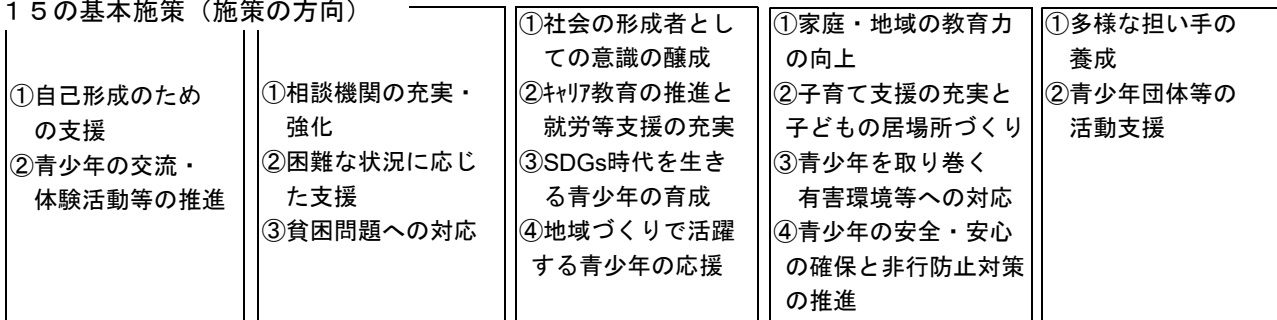 １５の基本施策（施策の方向）
①自己形成のため
の支援
②青少年の交流・
体験活動等の推進
①相談機関の充実・
強化
②困難な状況に応じ
た支援
③貧困問題への対応
①社会の形成者とし
ての意識の醸成
②ｷｬﾘｱ教育の推進と
就労等支援の充実
③SDGs時代を生き
る青少年の育成
④地域づくりで活躍
する青少年の応援
①家庭・地域の教育力
の向上
②子育て支援の充実と
子どもの居場所づくり
③青少年を取り巻く
有害環境等への対応
④青少年の安全・安心
の確保と非行防止対策
の推進
①多様な担い手の
養成
②青少年団体等の
活動支援